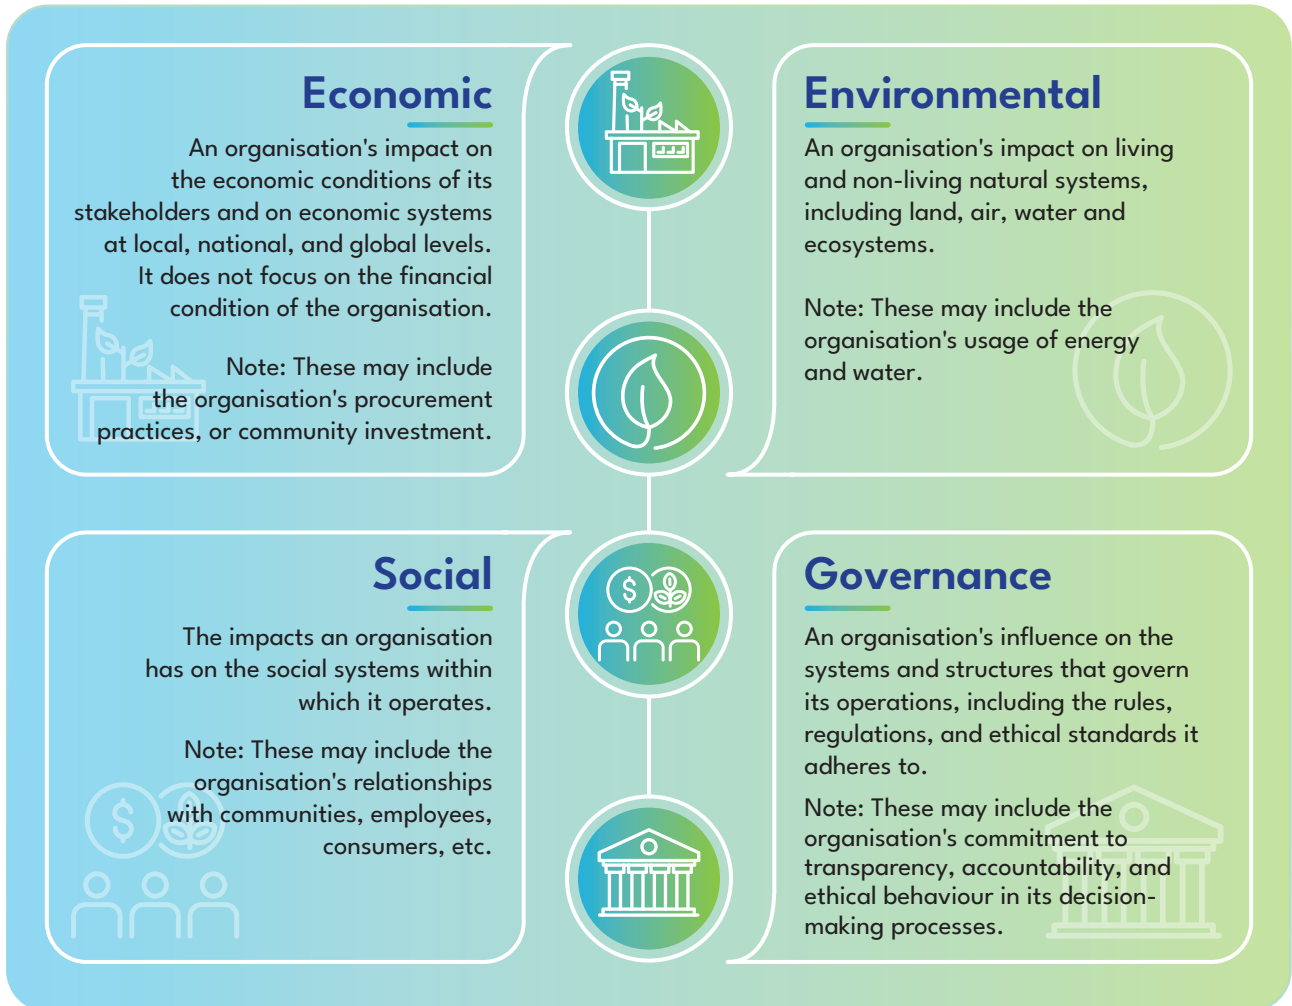 Economic
An organisation's impact on
the economic conditions of its
stakeholders and on economic systems
at local, national, and global levels.
It does not focus on the financial
condition of the organisation.
Note: These may include
the organisation's procurement
practices, or community investment.
Environmental
An organisation's impact on living
and non-living natural systems,
including land, air, water and
ecosystems.
Note: These may include the
organisation's usage of energy
and water.
Social
The impacts an organisation
has on the social systems within
which it operates.
Note: These may include the
organisation's relationships
with communities, employees,
consumers, etc.
Governance
An organisation's influence on the
systems and structures that govern
its operations, including the rules,
regulations, and ethical standards it
adheres to.
Note: These may include the
organisation's commitment to
transparency, accountability, and
ethical behaviour in its decision-
making processes.